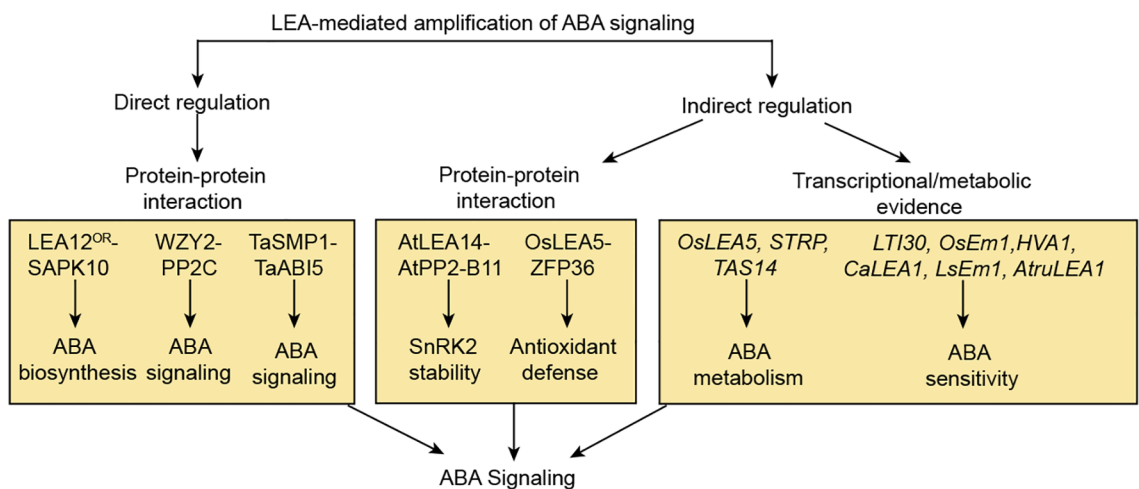 LEA-mediated amplification of ABA signaling
Direct regulation
Indirect regulation
Protein-protein
interaction
Protein-protein
interaction
Transcriptional/metabolic
evidence
LEA12ᴼᴿ-
SAPK10
WZY2-
PP2C
TaSMP1-
TaABI5
ABA
biosynthesis
ABA
signaling
ABA
signaling
AtLEA14-
AtPP2-B11
OsLEA5-
ZFP36
SnRK2
stability
Antioxidant
defense
OsLEA5, STRP,
TAS14
LTI30, OsEm1,HVA1,
CaLEA1, LsEm1, AtruLEA1
ABA
metabolism
ABA
sensitivity
ABA Signaling